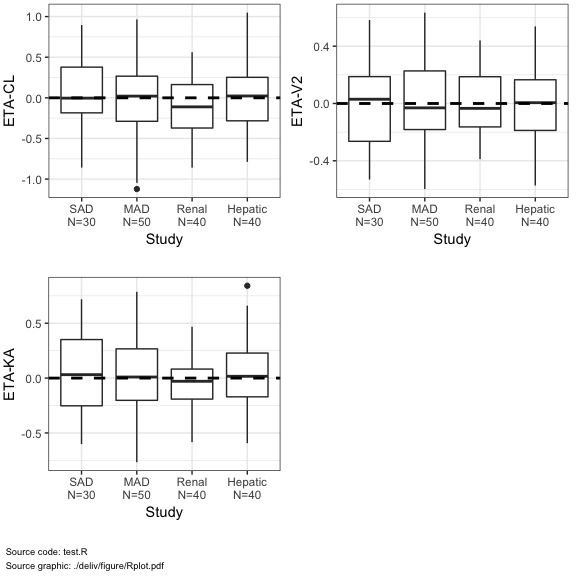 ETA-CL
1.0
0.5
0.0
-0.5
-1.0
SAD MAD Renal Hepatic
N=30 N=50 N=40 N=40
Study
ETA-V2
0.4
0.0
-0.4
SAD MAD Renal Hepatic
N=30 N=50 N=40 N=40
Study
ETA-KA
0.5
0.0
-0.5
SAD MAD Renal Hepatic
N=30 N=50 N=40 N=40
Study
Source code: test.R
Source graphic: ./deliv/figure/Rplot.pdf